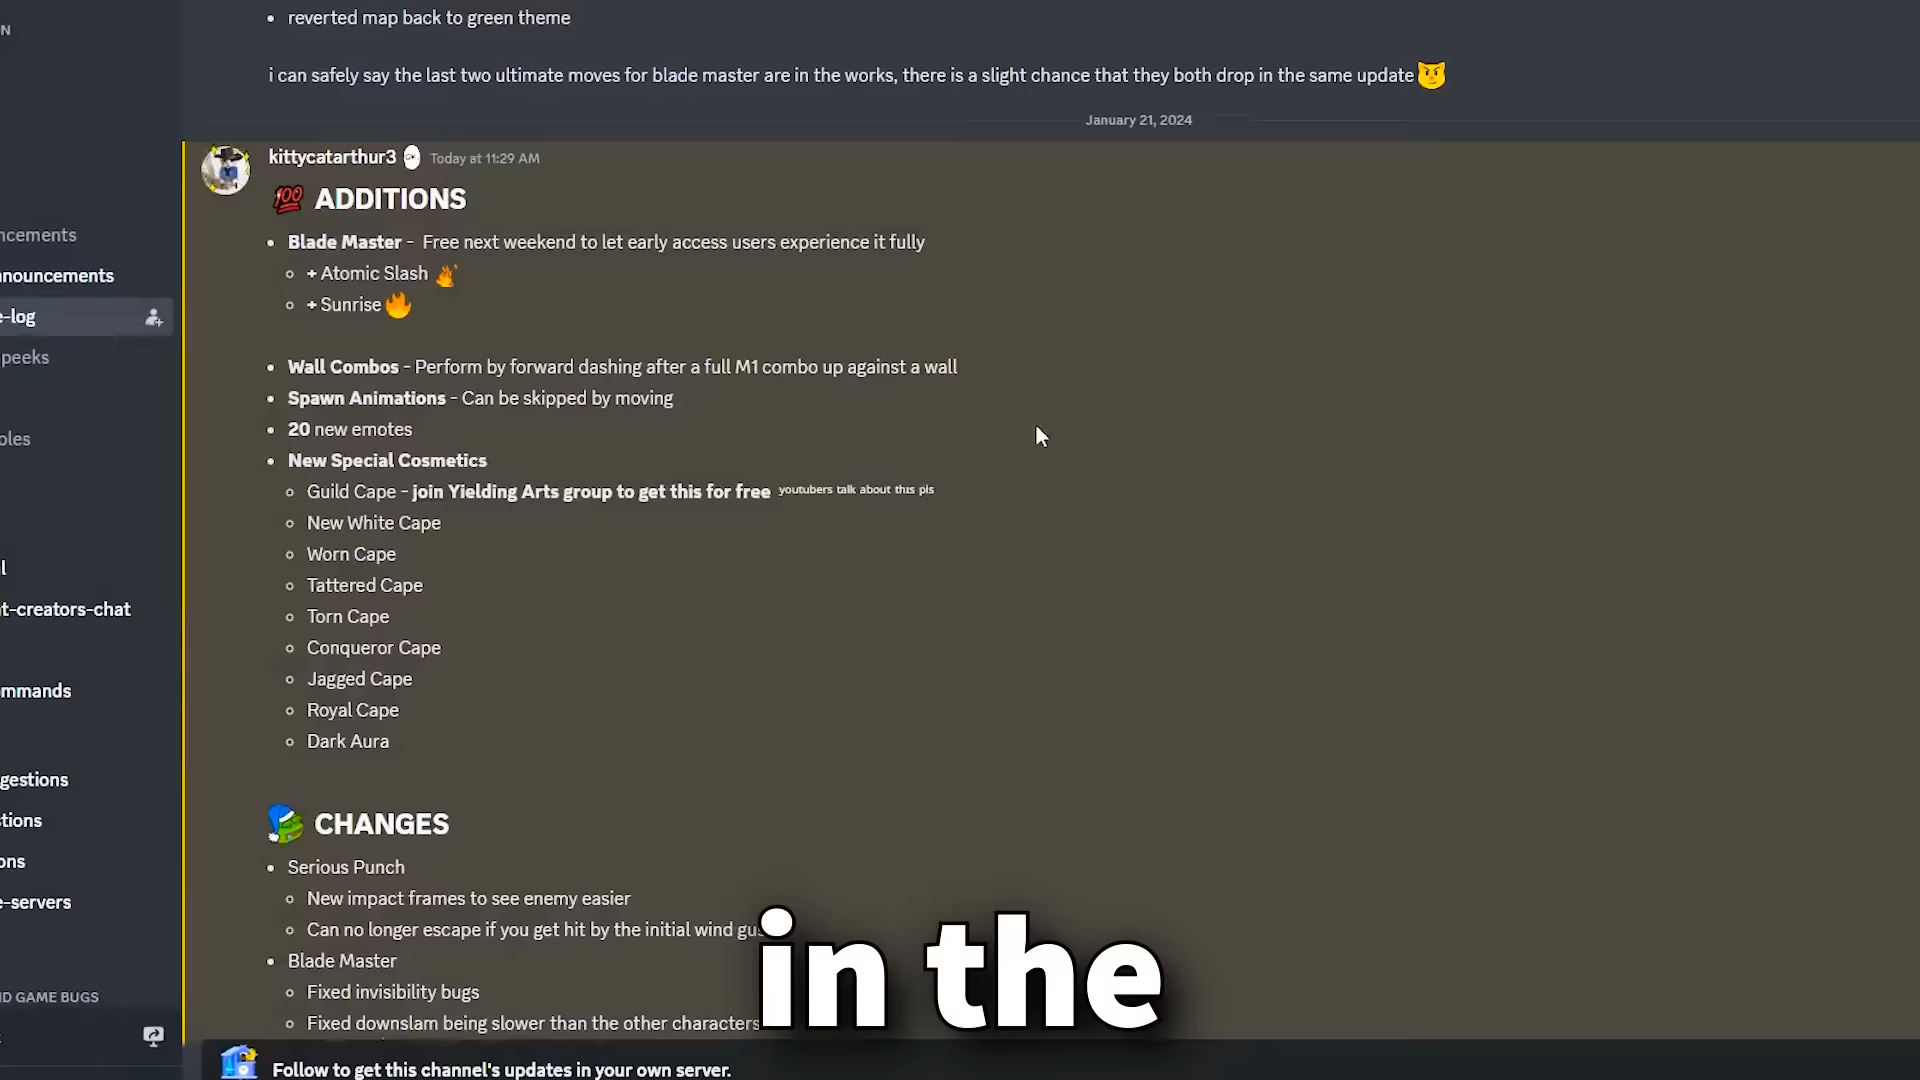 reverted map back to green theme
i can safely say the last two ultimate moves for blade master are in the works, there is a slight chance that they both drop in the same update
January 21, 2024
kittycatarthur3 Today at 11:29 AM
100 ADDITIONS
Blade Master - Free next weekend to let early access users experience it fully
+ Atomic Slash
+ Sunrise
Wall Combos - Perform by forward dashing after a full M1 combo up against a wall
Spawn Animations - Can be skipped by moving
20 new emotes
New Special Cosmetics
Guild Cape - join Yielding Arts group to get this for free youtubers talk about this pls
New White Cape
Worn Cape
Tattered Cape
Torn Cape
Conqueror Cape
Jagged Cape
Royal Cape
Dark Aura
CHANGES
Serious Punch
New impact frames to see enemy easier
Can no longer escape if you get hit by the initial wind gu
Blade Master
Fixed invisibility bugs
Fixed downslam being slower than the other characters
Follow to get this channel's updates in your own server.
in the
N
ncements
nouncements
e-log
peeks
oles
l
t-creators-chat
mmands
gestions
tions
ons
e-servers
D GAME BUGS